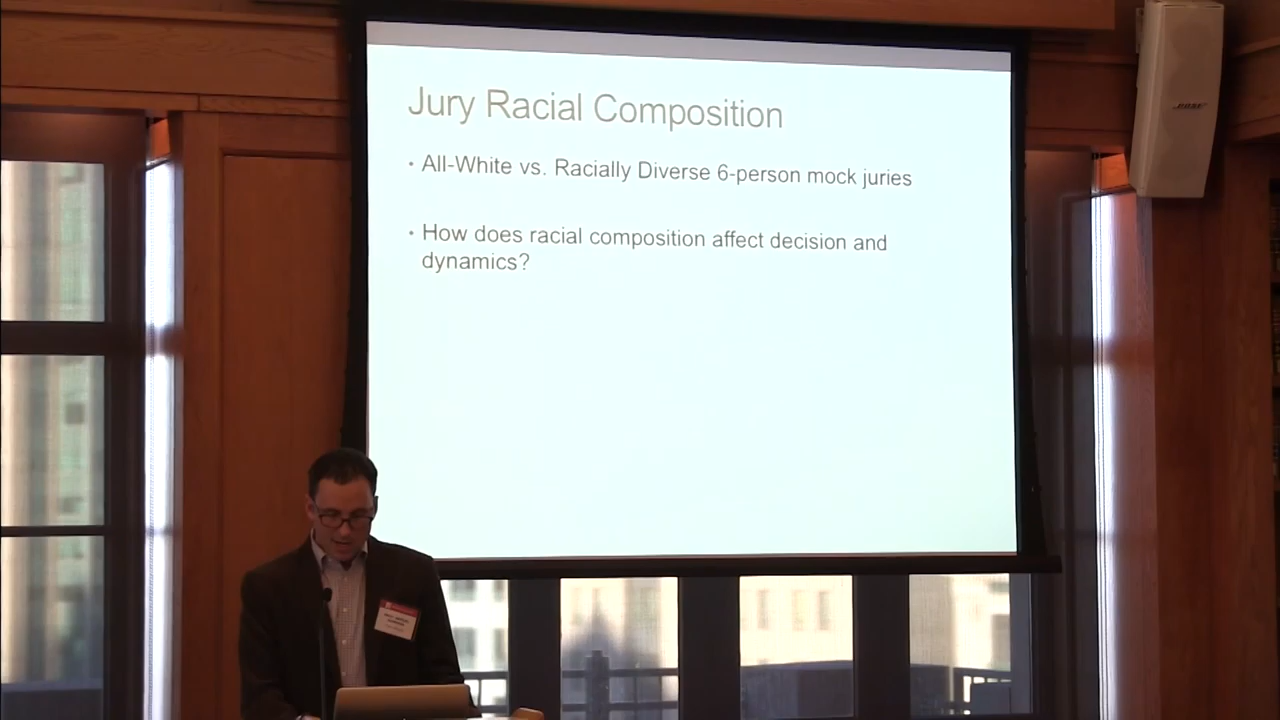 Jury Racial Composition
• All-White vs. Racially Diverse 6-person mock juries
• How does racial composition affect decision and
dynamics?
BOSE